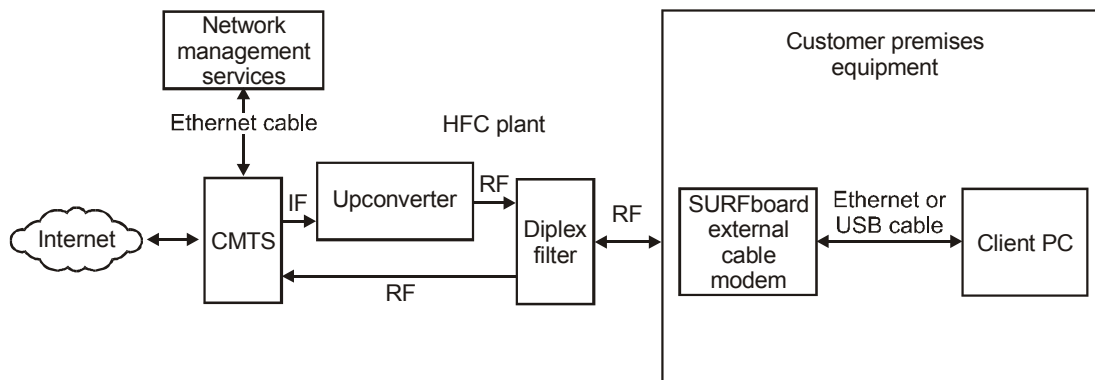 Network
management
services
Ethernet cable
HFC plant
Customer premises
equipment
Internet
CMTS
IF
Upconverter
RF
Diplex
filter
RF
RF
SURFboard
external
cable
modem
Ethernet or
USB cable
Client PC